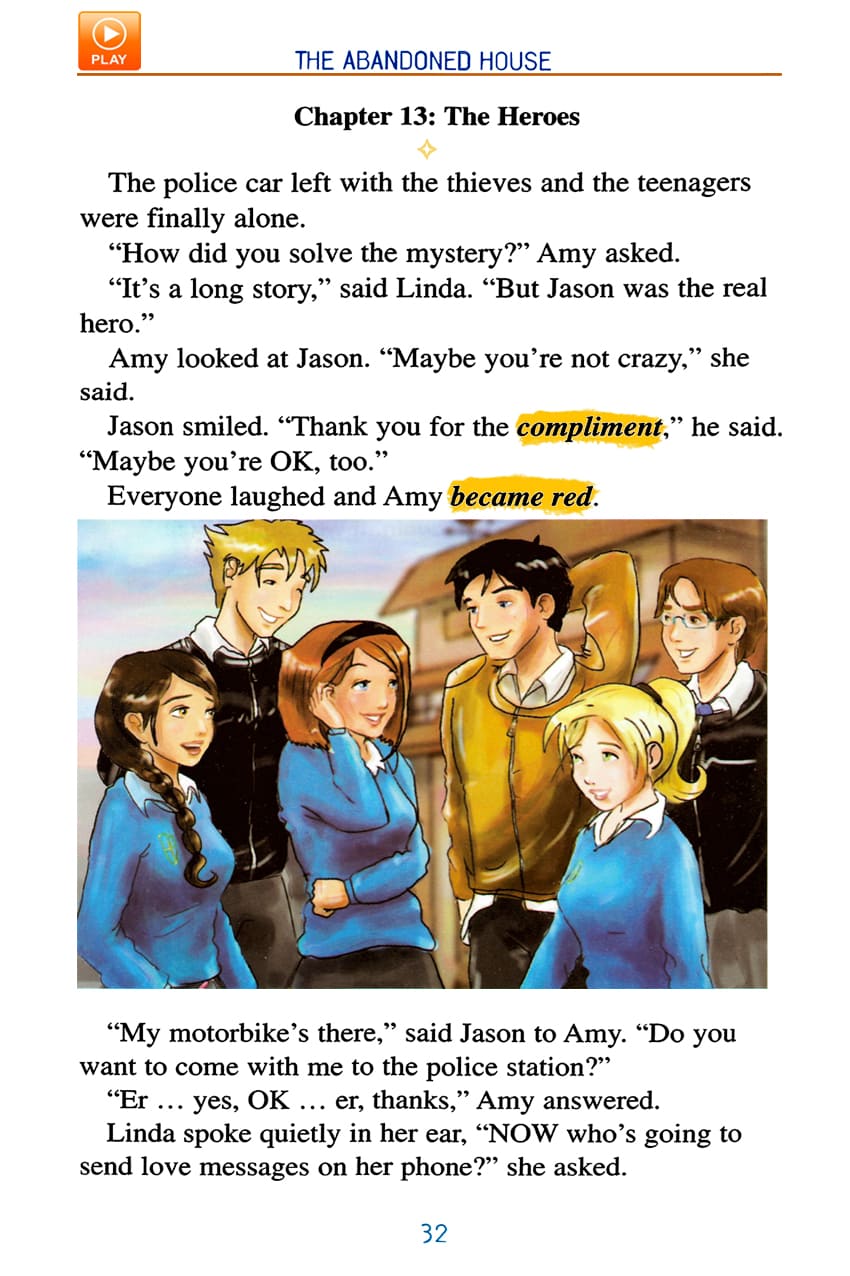 PLAY
THE ABANDONED HOUSE
Chapter 13: The Heroes
The police car left with the thieves and the teenagers
were finally alone.
“How did you solve the mystery?” Amy asked.
“It’s a long story,” said Linda. “But Jason was the real
hero.”
Amy looked at Jason. “Maybe you’re not crazy,” she
said.
Jason smiled. “Thank you for the compliment,” he said.
“Maybe you’re OK, too.”
Everyone laughed and Amy became red.
“My motorbike’s there,” said Jason to Amy. “Do you
want to come with me to the police station?”
“Er … yes, OK … er, thanks,” Amy answered.
Linda spoke quietly in her ear, “NOW who’s going to
send love messages on her phone?” she asked.
32